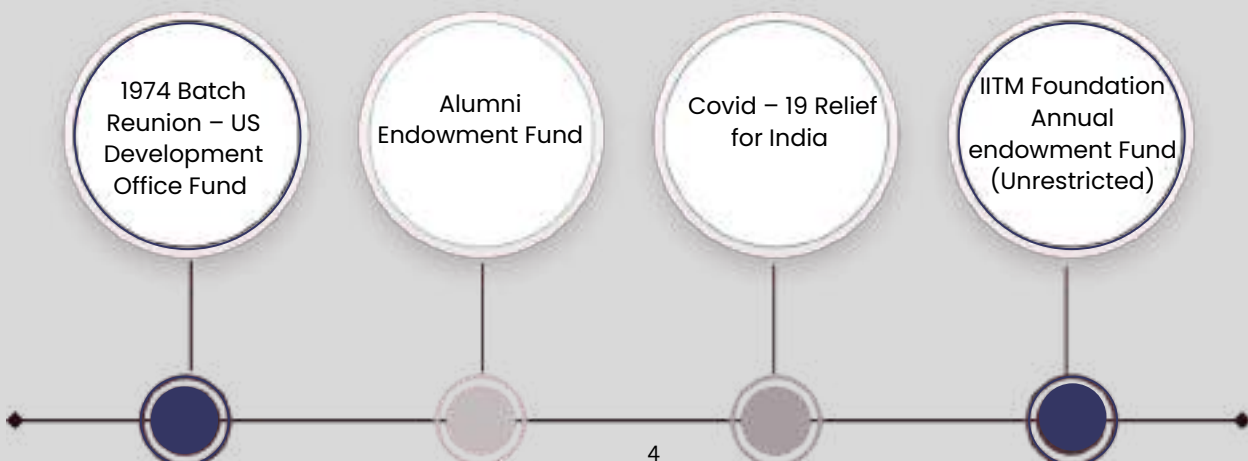 1974 Batch
Reunion – US
Development
Office Fund
Alumni
Endowment Fund
Covid – 19 Relief
for India
IITM Foundation
Annual
endowment Fund
(Unrestricted)
4